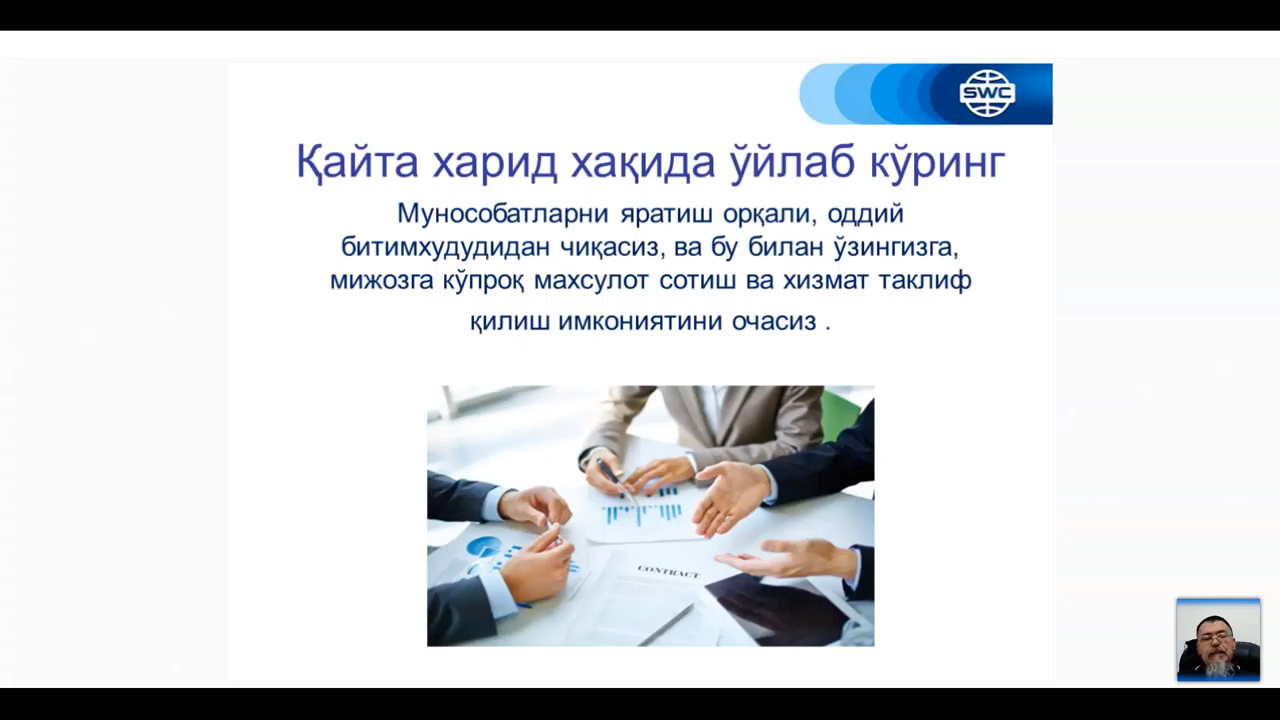 SWC
Қайта харид хақида ўйлаб кўринг
Муносабатларни яратиш орқали, оддий
битимхудудидан чиқасиз, ва бу билан ўзингизга,
мижозга кўпроқ махсулот сотиш ва хизмат таклиф
қилиш имкониятини очасиз .
CONTRACT